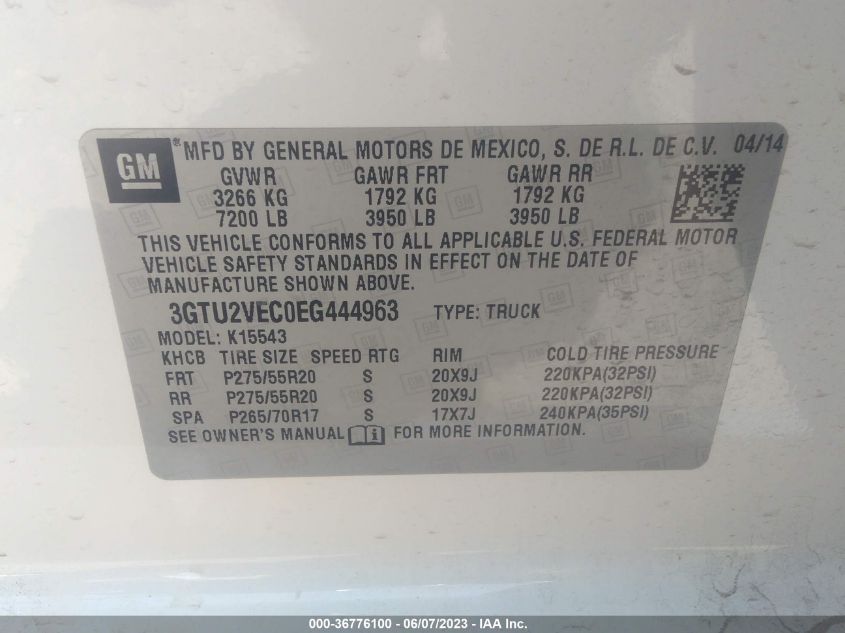 GM ® MFD BY GENERAL MOTORS DE MEXICO, S. DE R.L. DE C.V. 04/14
GVWR GAWR FRT GAWR RR
3266 KG 1792 KG 1792 KG
7200 LB 3950 LB 3950 LB
THIS VEHICLE CONFORMS TO ALL APPLICABLE U.S. FEDERAL MOTOR
VEHICLE SAFETY STANDARDS IN EFFECT ON THE DATE OF
MANUFACTURE SHOWN ABOVE.
3GTU2VEC0EG444963 TYPE: TRUCK
MODEL: K15543
KHCB TIRE SIZE SPEED RTG RIM COLD TIRE PRESSURE
FRT P275/55R20 S 20X9J 220KPA(32PSI)
RR P275/55R20 S 20X9J 220KPA(32PSI)
SPA P265/70R17 S 17X7J 240KPA(35PSI)
SEE OWNER'S MANUAL i FOR MORE INFORMATION.
000-36776100 - 06/07/2023 - IAA Inc.